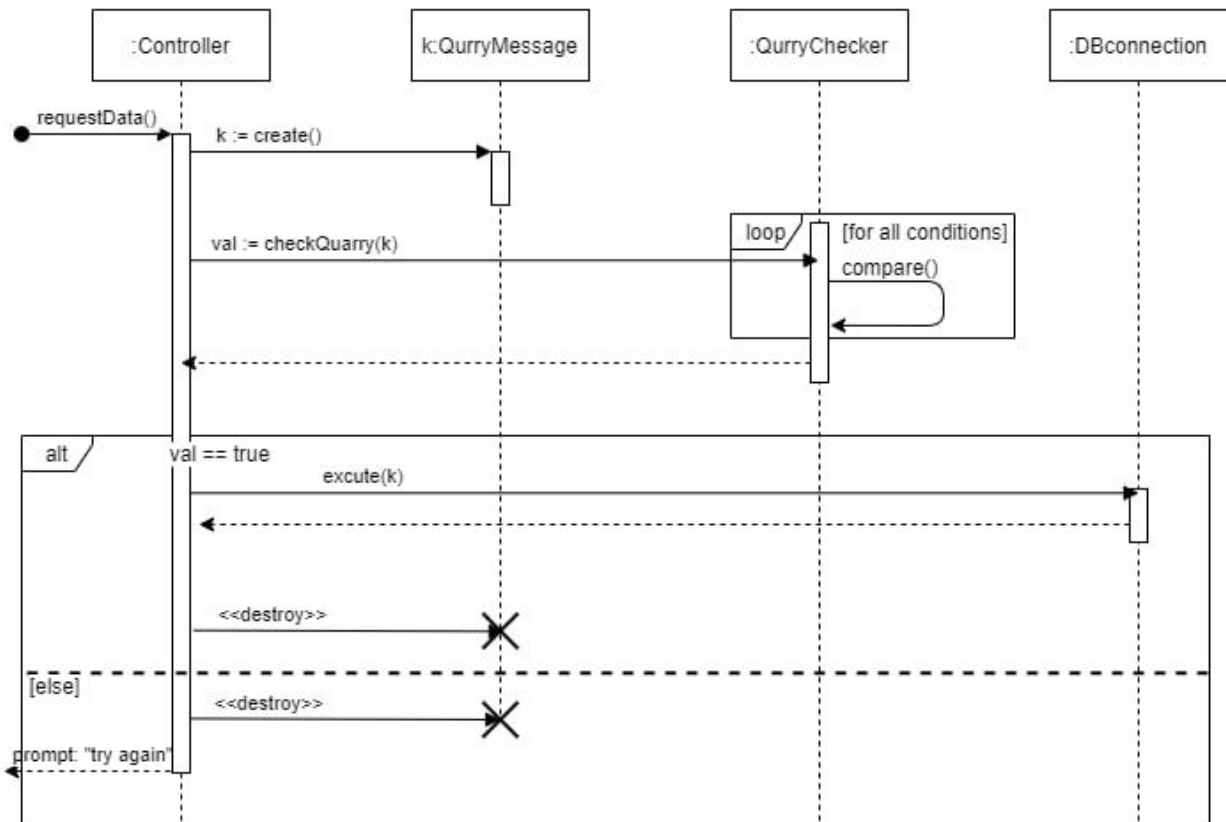 :Controller
k:QurryMessage
:QurryChecker
:DBconnection
requestData()
k := create()
loop
[for all conditions]
val := checkQuarry(k)
compare()
alt
val == true
excute(k)
<<destroy>>
[else]
<<destroy>>
prompt: "try again"